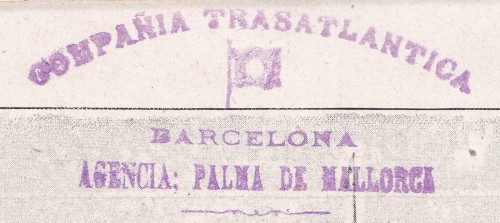 COMPAÑIA TRASATLANTICA
BARCELONA
AGENCIA; PALMA DE MALLORCA